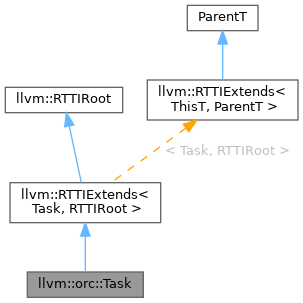 ParentT
llvm::RTTIRoot
llvm::RTTIExtends<
ThisT, ParentT >
< Task, RTTIRoot >
llvm::RTTIExtends<
Task, RTTIRoot >
llvm::orc::Task